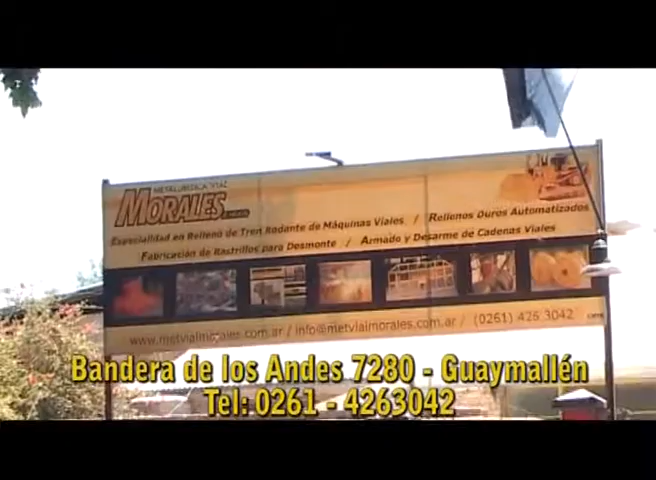 METALURGICA VIAL
MORALES
Especialidad en Relleno de Tren Rodante de Máquinas Viales / Rellenos Duros Automatizados
Fabricación de Rastrillos para Desmonte / Armado y Desarme de Cadenas Viales
www.metvialmorales.com.ar / info@metvialmorales.com.ar / (0261) 426 3042
Bandera de los Andes 7280 - Guaymallén
Tel: 0261 - 4263042